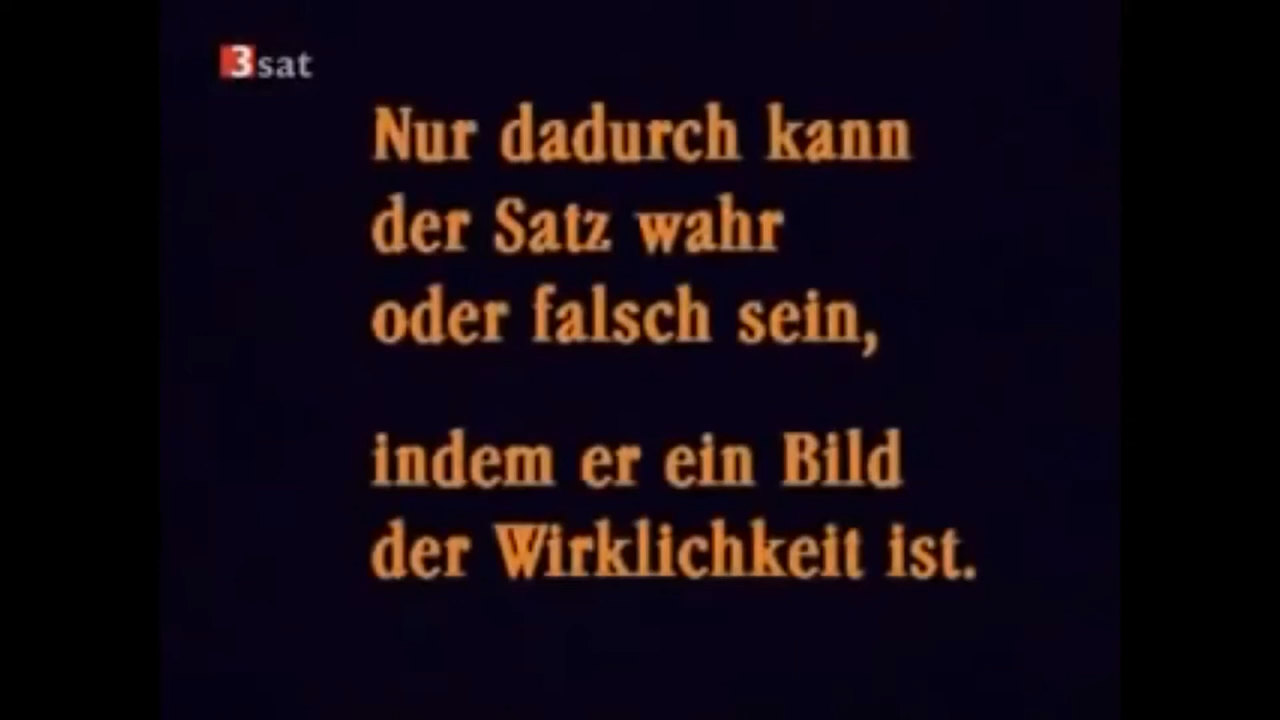 3sat
Nur dadurch kann
der Satz wahr
oder falsch sein,
indem er ein Bild
der Wirklichkeit ist.